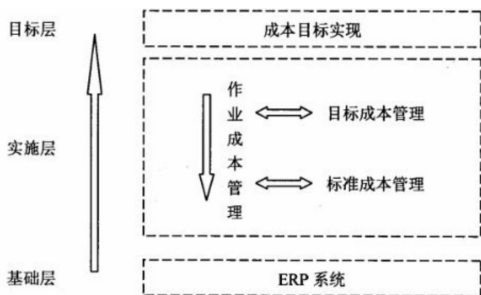 目标层
成本目标实现
实施层
作业成本管理
目标成本管理
标准成本管理
基础层
ERP 系统